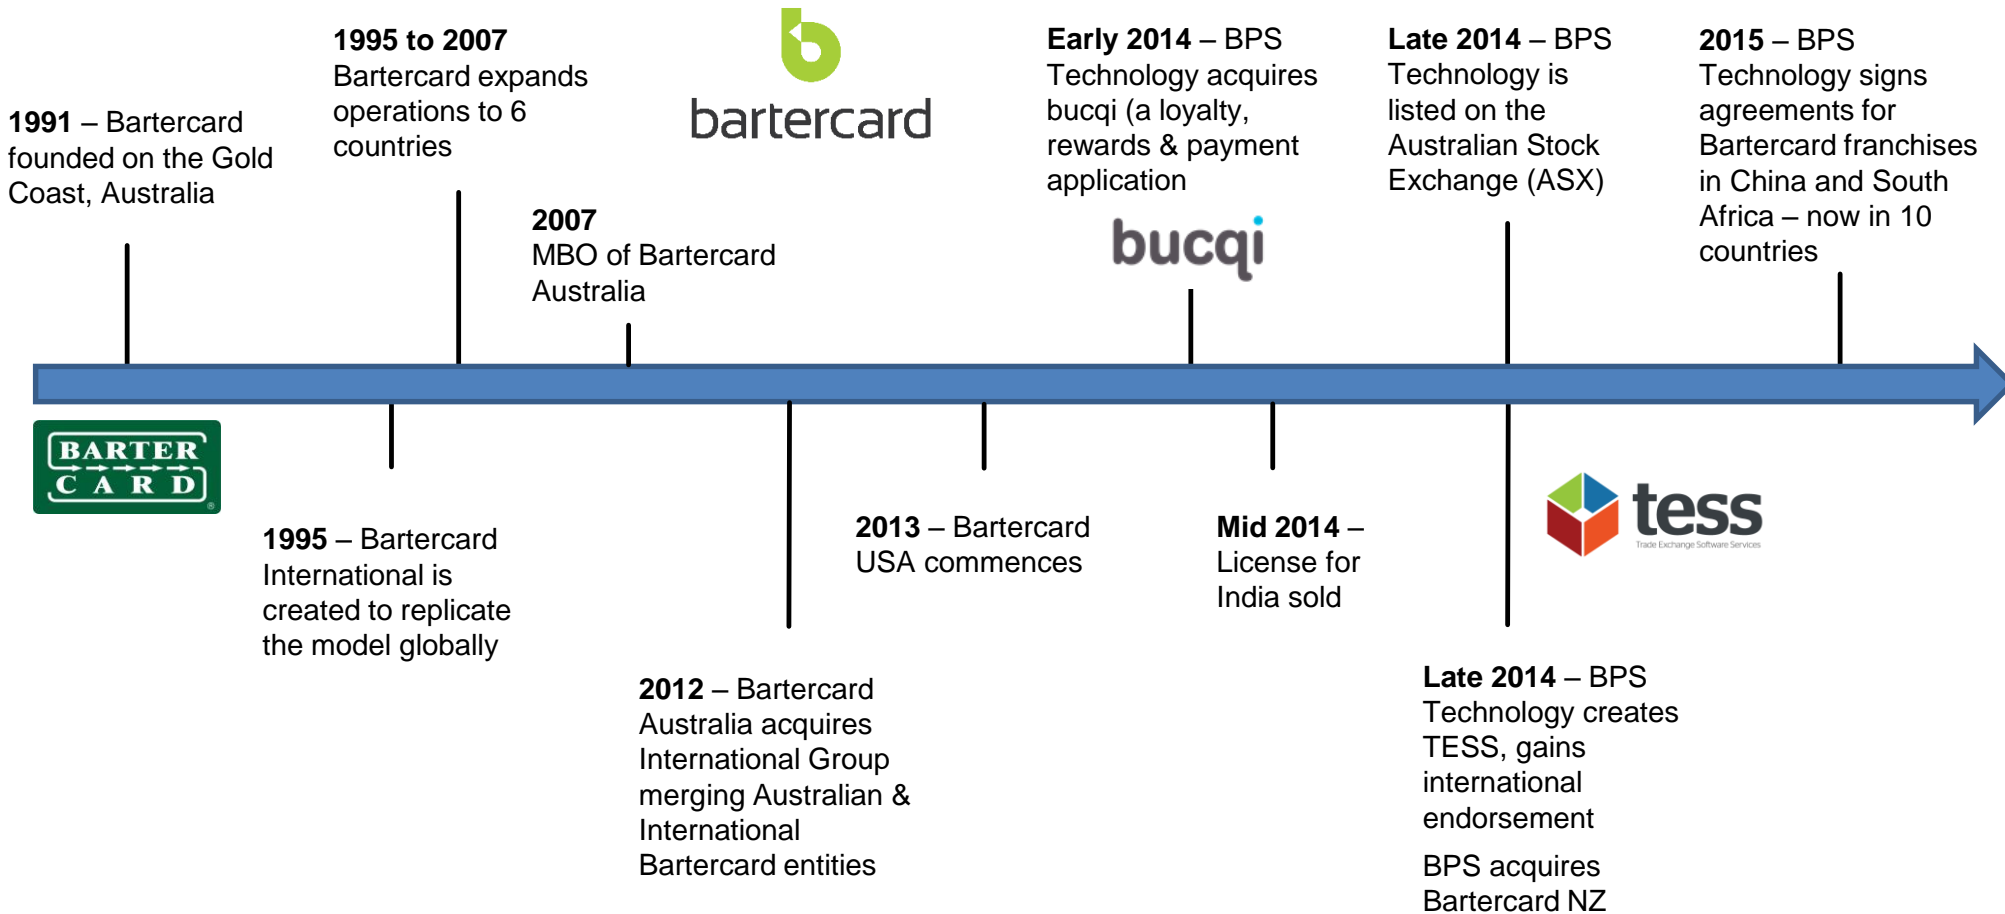 1991 – Bartercard
founded on the Gold
Coast, Australia
1995 to 2007
Bartercard expands
operations to 6
countries
bartercard
2007
MBO of Bartercard
Australia
Early 2014 – BPS
Technology acquires
bucqi (a loyalty,
rewards & payment
application
bucqi
Late 2014 – BPS
Technology is
listed on the
Australian Stock
Exchange (ASX)
2015 – BPS
Technology signs
agreements for
Bartercard franchises
in China and South
Africa – now in 10
countries
BARTER
CARD
®
1995 – Bartercard
International is
created to replicate
the model globally
2012 – Bartercard
Australia acquires
International Group
merging Australian &
International
Bartercard entities
2013 – Bartercard
USA commences
Mid 2014 –
License for
India sold
tess
Trade Exchange Software Services
Late 2014 – BPS
Technology creates
TESS, gains
international
endorsement
BPS acquires
Bartercard NZ